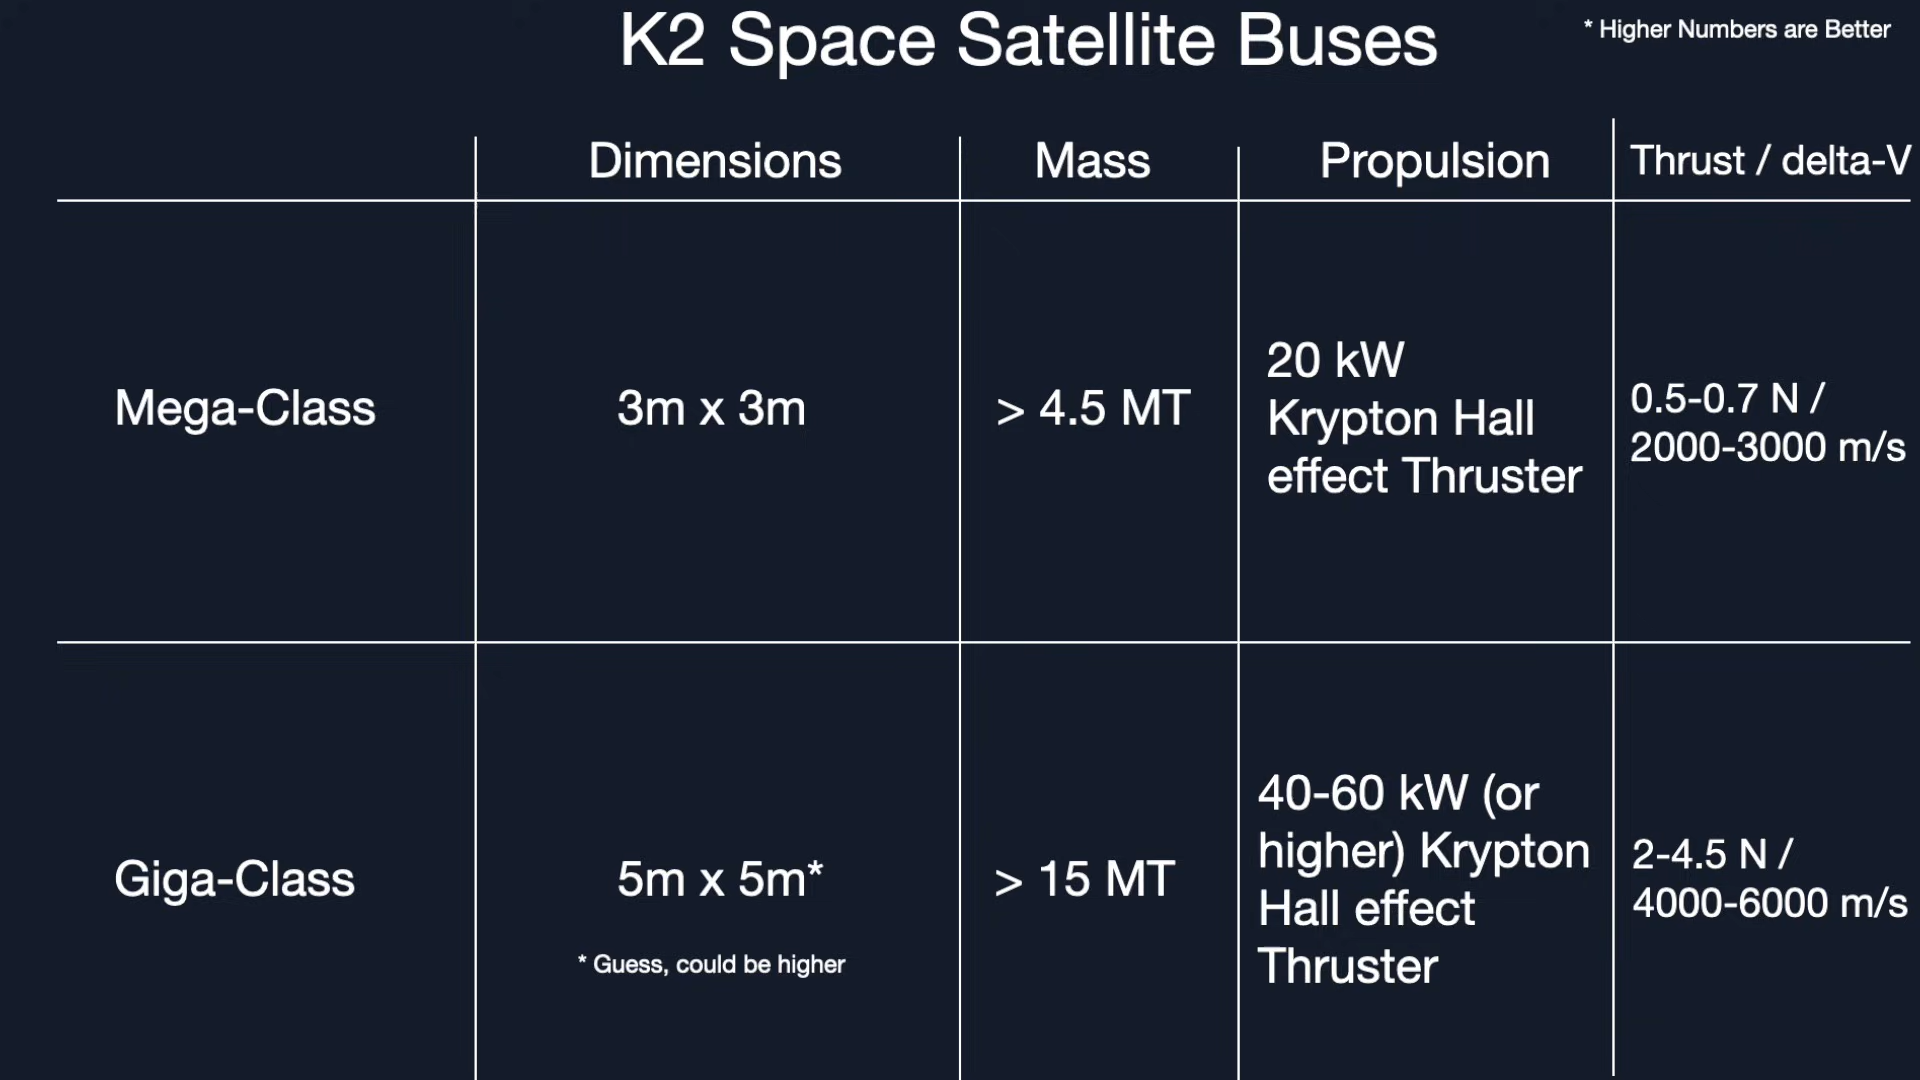 K2 Space Satellite Buses
* Higher Numbers are Better
Dimensions
Mass
Propulsion
Thrust / delta-V
Mega-Class
3m x 3m
> 4.5 MT
20 kW
Krypton Hall
effect Thruster
0.5-0.7 N /
2000-3000 m/s
Giga-Class
5m x 5m*
* Guess, could be higher
> 15 MT
40-60 kW (or
higher) Krypton
Hall effect
Thruster
2-4.5 N /
4000-6000 m/s